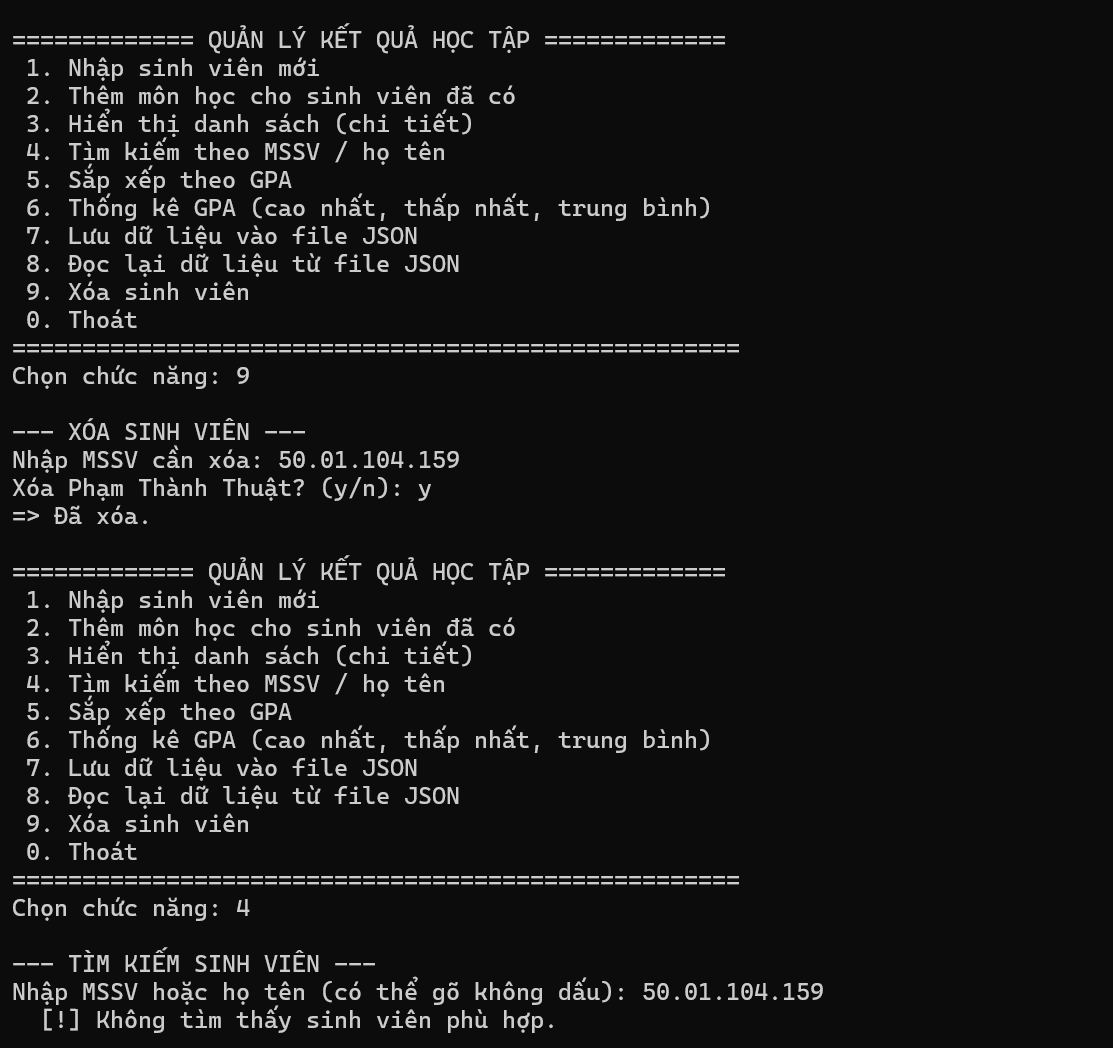 ============= QUẢN LÝ KẾT QUẢ HỌC TẬP =============
 1. Nhập sinh viên mới
 2. Thêm môn học cho sinh viên đã có
 3. Hiển thị danh sách (chi tiết)
 4. Tìm kiếm theo MSSV / họ tên
 5. Sắp xếp theo GPA
 6. Thống kê GPA (cao nhất, thấp nhất, trung bình)
 7. Lưu dữ liệu vào file JSON
 8. Đọc lại dữ liệu từ file JSON
 9. Xóa sinh viên
 0. Thoát
====================================================
Chọn chức năng: 9

--- XÓA SINH VIÊN ---
Nhập MSSV cần xóa: 50.01.104.159
Xóa Phạm Thành Thuật? (y/n): y
=> Đã xóa.

============= QUẢN LÝ KẾT QUẢ HỌC TẬP =============
 1. Nhập sinh viên mới
 2. Thêm môn học cho sinh viên đã có
 3. Hiển thị danh sách (chi tiết)
 4. Tìm kiếm theo MSSV / họ tên
 5. Sắp xếp theo GPA
 6. Thống kê GPA (cao nhất, thấp nhất, trung bình)
 7. Lưu dữ liệu vào file JSON
 8. Đọc lại dữ liệu từ file JSON
 9. Xóa sinh viên
 0. Thoát
====================================================
Chọn chức năng: 4

--- TÌM KIẾM SINH VIÊN ---
Nhập MSSV hoặc họ tên (có thể gõ không dấu): 50.01.104.159
  [!] Không tìm thấy sinh viên phù hợp.